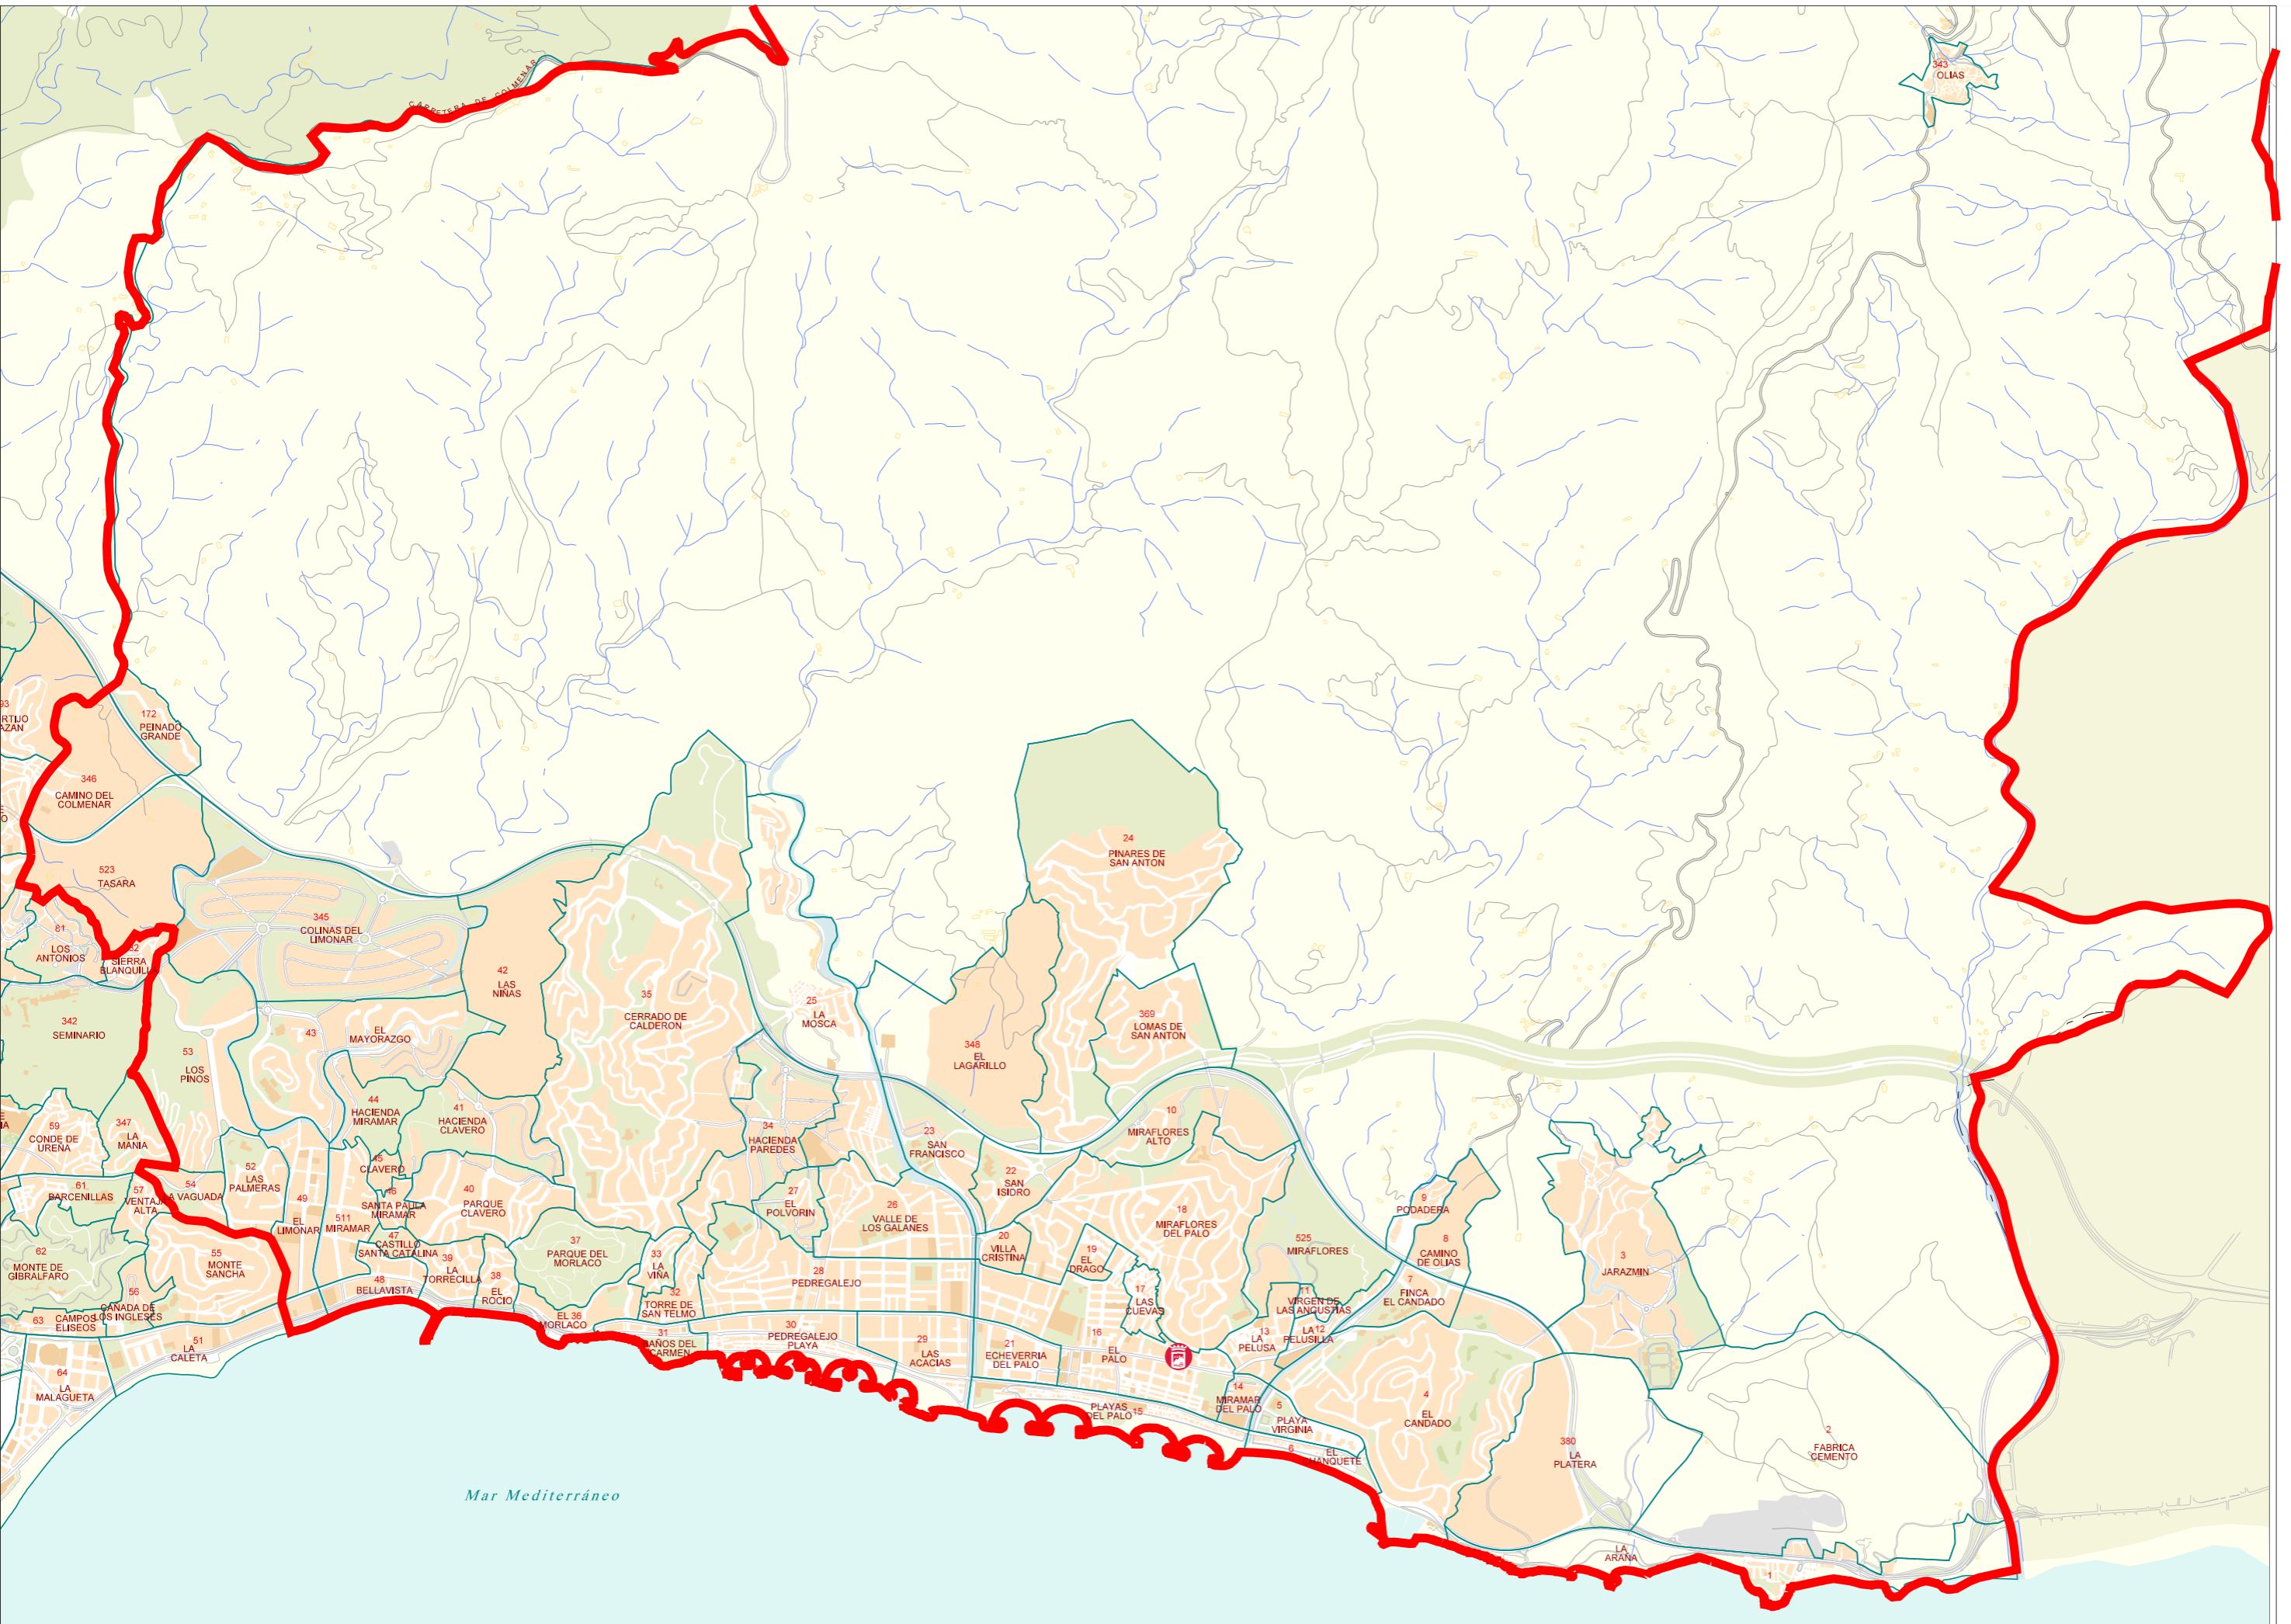 CARRETERA DE COLMENAR
343
OLIAS
93
RTIJO
AZAN
172
PEINADO
GRANDE
346
CAMINO DEL
COLMENAR
523
TASARA
24
PINARES DE
SAN ANTON
345
COLINAS DEL
LIMONAR
81
LOS
ANTONIOS
SIERRA
BLANQUILLA
42
LAS
NIÑAS
35
CERRADO DE
CALDERON
25
LA
MOSCA
369
LOMAS DE
SAN ANTON
342
SEMINARIO
43
EL
MAYORAZGO
348
EL
LAGARILLO
53
LOS
PINOS
44
HACIENDA
MIRAMAR
41
HACIENDA
CLAVERO
34
HACIENDA
PAREDES
23
SAN
FRANCISCO
10
MIRAFLORES
ALTO
59
CONDE DE
UREÑA
347
LA
MANIA
52
LAS
PALMERAS
45
CLAVERO
22
SAN
ISIDRO
61
BARCENILLAS
57
VENTAJA
ALTA
54
LA VAGUADA
49
EL
LIMONAR
511
MIRAMAR
46
SANTA PAULA
MIRAMAR
40
PARQUE
CLAVERO
27
EL
POLVORIN
26
VALLE DE
LOS GALANES
18
MIRAFLORES
DEL PALO
9
PODADERA
62
MONTE DE
GIBRALFARO
55
MONTE
SANCHA
47
CASTILLO
SANTA CATALINA
37
PARQUE DEL
MORLACO
33
LA
VIÑA
20
VILLA
CRISTINA
19
EL
DRAGO
525
MIRAFLORES
8
CAMINO
DE OLIAS
3
JARAZMIN
39
LA
TORRECILLA
38
EL
ROCIO
48
BELLAVISTA
28
PEDREGALEJO
17
LAS
CUEVAS
7
FINCA
EL CANDADO
56
CAÑADA DE
LOS INGLESES
63
CAMPOS
ELISEOS
32
TORRE DE
SAN TELMO
11
VIRGEN DE
LAS ANGUSTIAS
EL 36
MORLACO
30
PEDREGALEJO
PLAYA
31
BAÑOS DEL
CARMEN
29
LAS
ACACIAS
21
ECHEVERRIA
DEL PALO
16
EL
PALO
13
LA
PELUSA
LA 12
PELUSILLA
51
LA
CALETA
64
LA
MALAGUETA
14
MIRAMAR
DEL PALO
PLAYAS
DEL PALO 15
5
PLAYA
VIRGINIA
4
EL
CANDADO
6
EL
CHANQUETE
380
LA
PLATERA
2
FABRICA
CEMENTO
Mar Mediterráneo
LA
ARAÑA
1